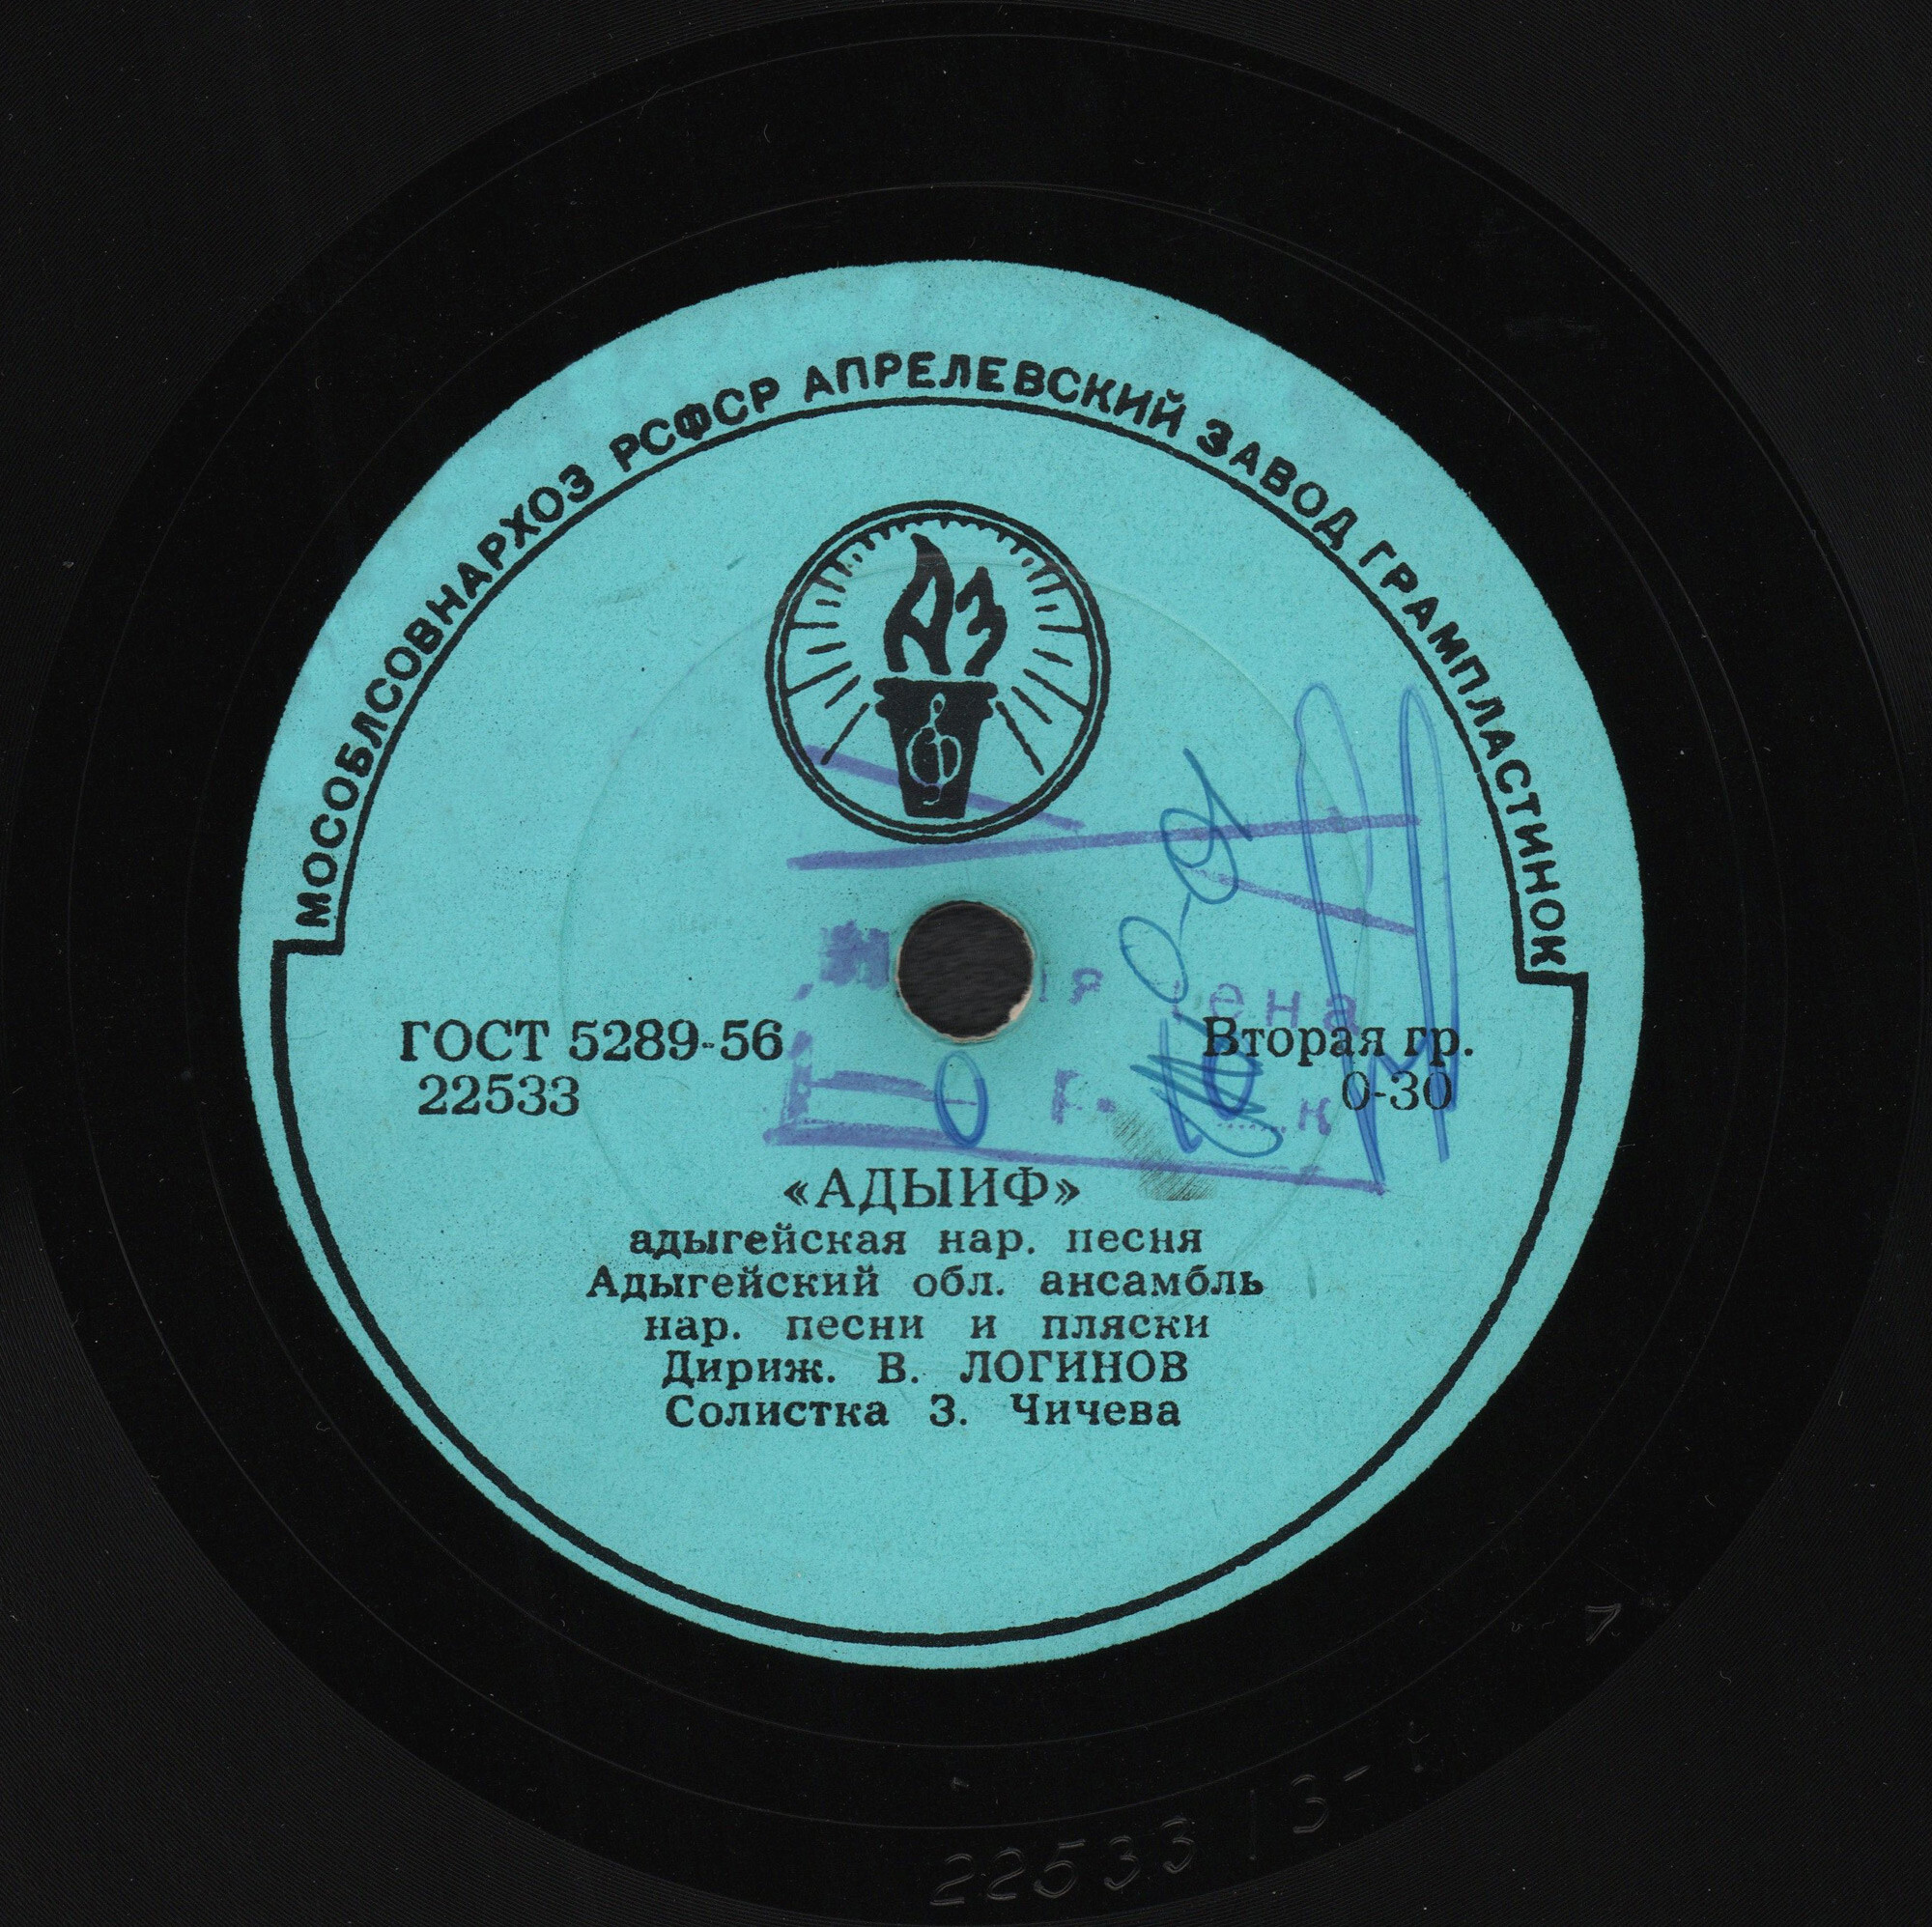 МОСОБЛСОВНАРХОЗ РСФСР АПРЕЛЕВСКИЙ ЗАВОД ГРАМПЛАСТИНОК
АЗ
ГОСТ 5289-56
22533
Вторая гр.
0-30
«АДЫИФ»
адыгейская нар. песня
Адыгейский обл. ансамбль
нар. песни и пляски
Дириж. В. ЛОГИНОВ
Солистка З. Чичева
7
22533